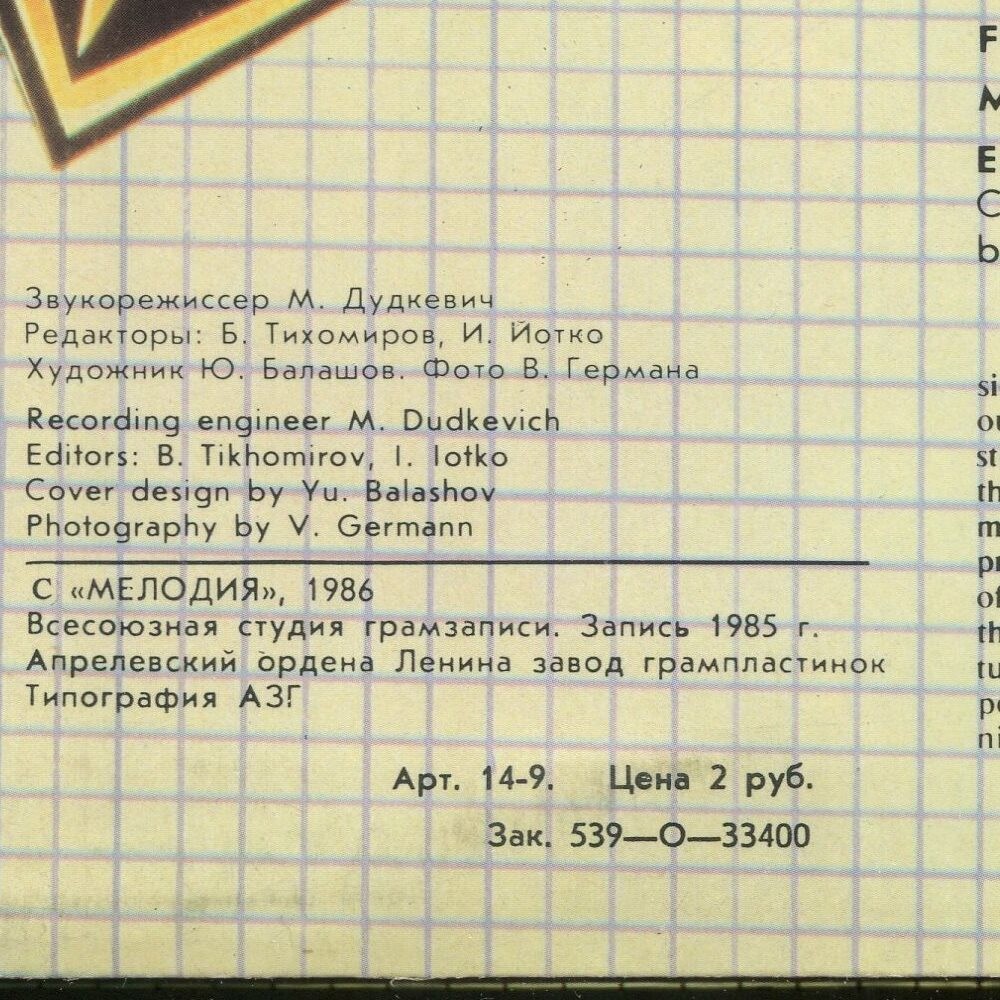 Звукорежиссер М. Дудкевич
Редакторы: Б. Тихомиров, И. Йотко
Художник Ю. Балашов. Фото В. Германа
Recording engineer M. Dudkevich
Editors: B. Tikhomirov, I. Iotko
Cover design by Yu. Balashov
Photography by V. Germann
С «МЕЛОДИЯ», 1986
Всесоюзная студия грамзаписи. Запись 1985 г.
Апрелевский ордена Ленина завод грампластинок
Типография АЗГ
Арт. 14-9. Цена 2 руб.
Зак. 539—О—33400